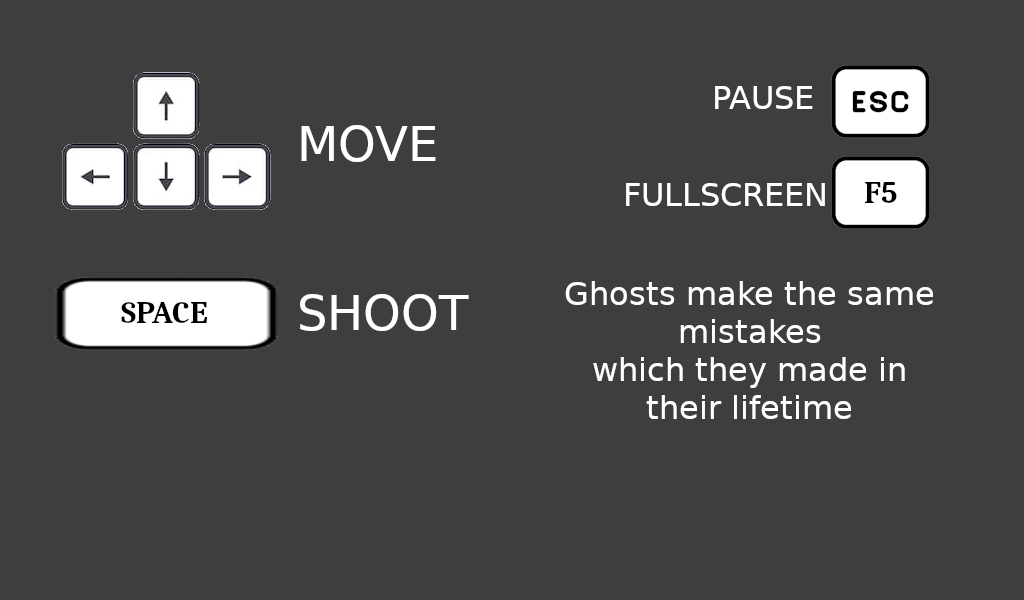 MOVE
SPACE
SHOOT
PAUSE
ESC
FULLSCREEN
F5
Ghosts make the same
mistakes
which they made in
their lifetime